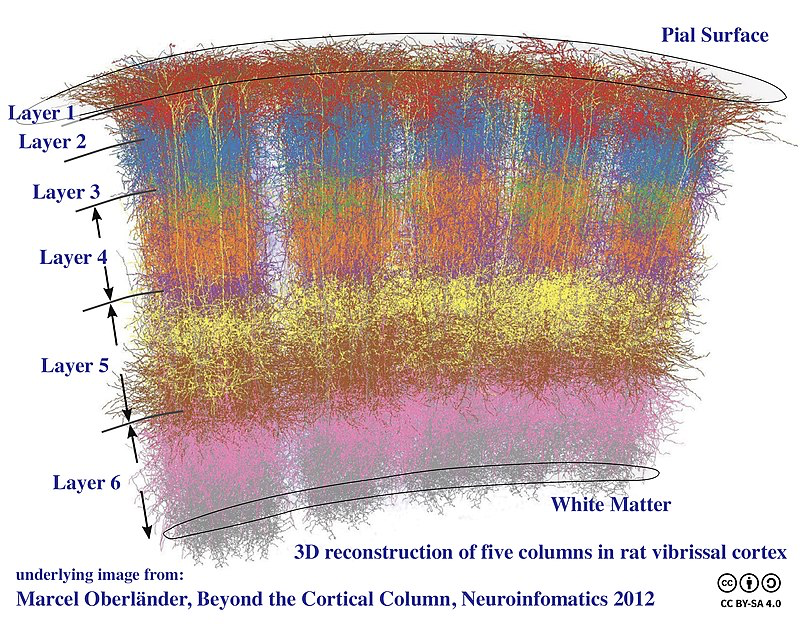 Pial Surface
Layer 1
Layer 2
Layer 3
Layer 4
Layer 5
Layer 6
White Matter
3D reconstruction of five columns in rat vibrissal cortex
underlying image from:
Marcel Oberländer, Beyond the Cortical Column, Neuroinfomatics 2012
cc
CC BY-SA 4.0